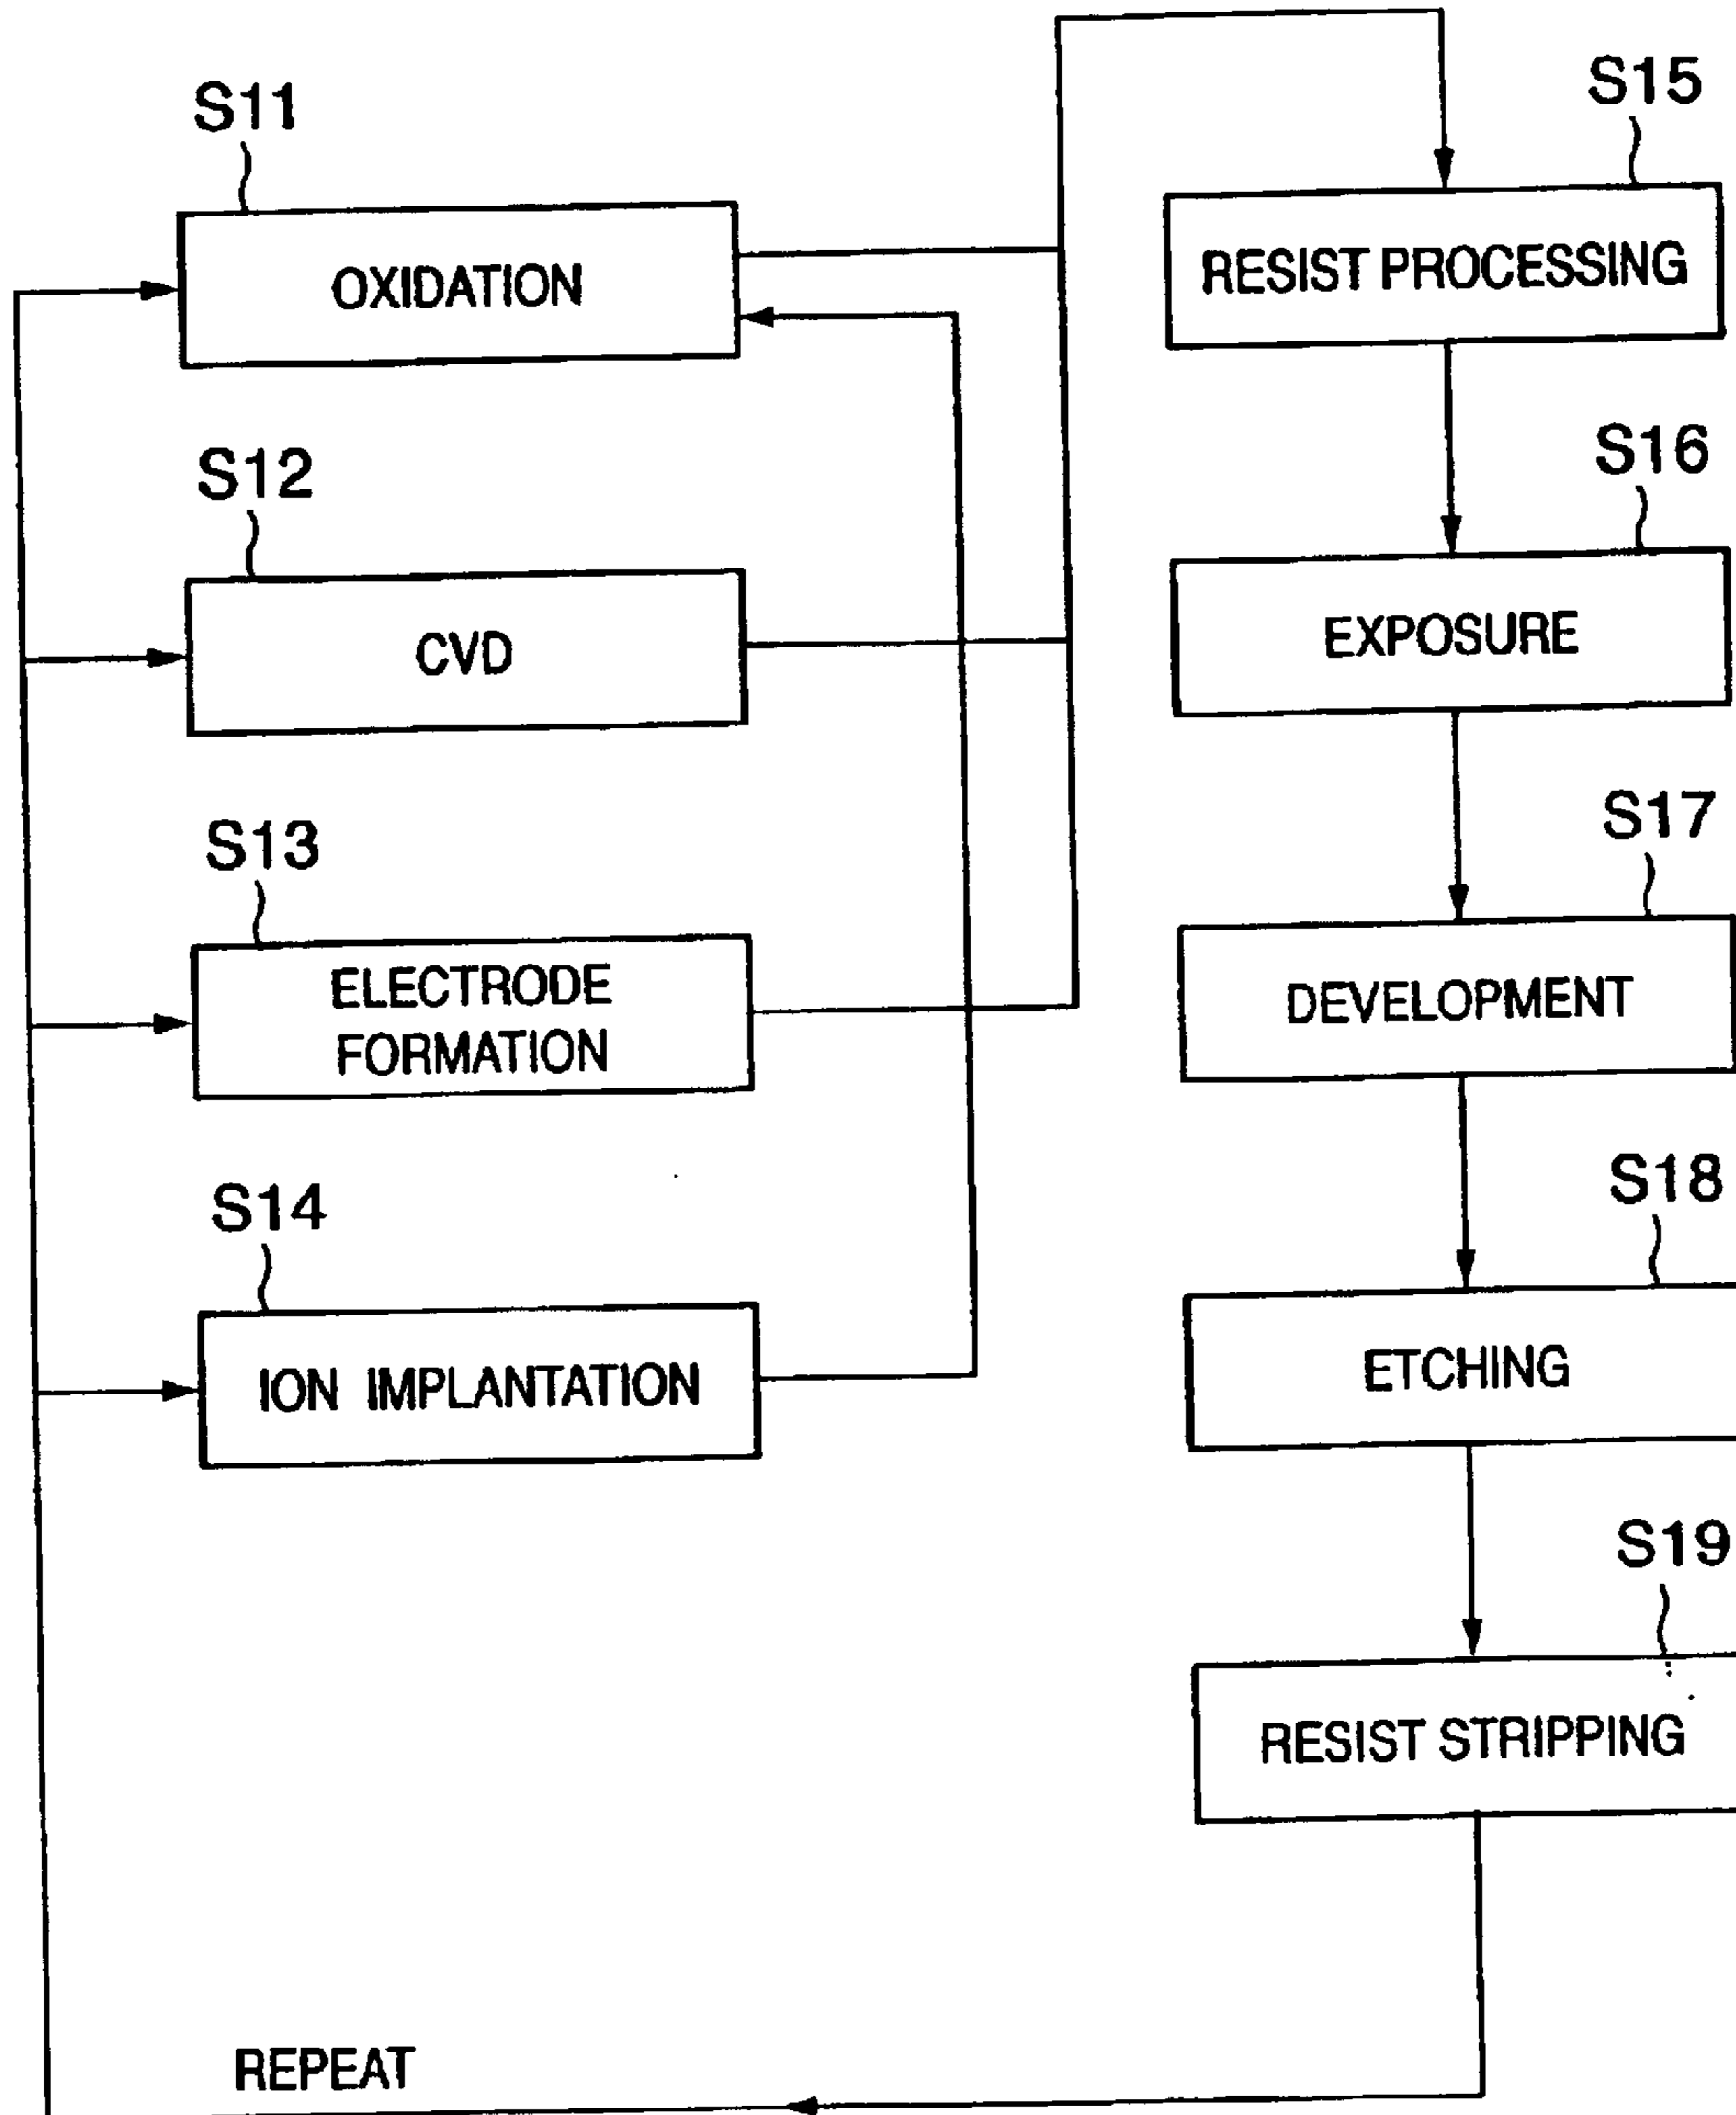 S11
OXIDATION
S12
CVD
S13
ELECTRODE
FORMATION
S14
ION IMPLANTATION
S15
RESIST PROCESSING
S16
EXPOSURE
S17
DEVELOPMENT
S18
ETCHING
S19
RESIST STRIPPING
REPEAT